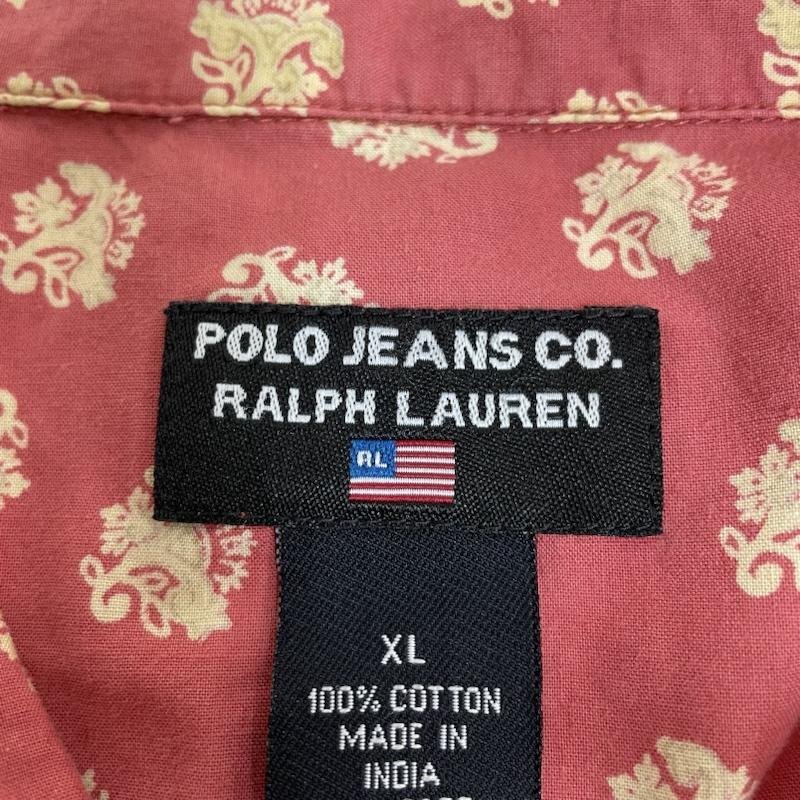 POLO JEANS CO.
RALPH LAUREN
RL
XL
100% COTTON
MADE IN
INDIA